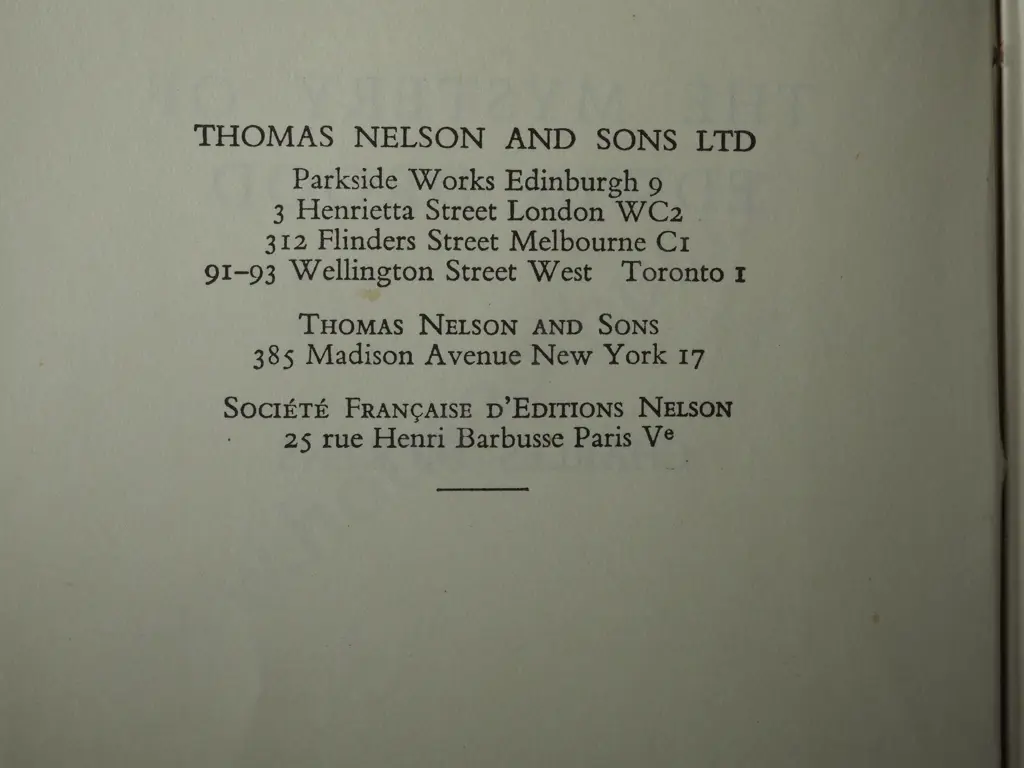 THOMAS NELSON AND SONS LTD
Parkside Works Edinburgh 9
3 Henrietta Street London WC2
312 Flinders Street Melbourne C1
91–93 Wellington Street West Toronto 1
THOMAS NELSON AND SONS
385 Madison Avenue New York 17
SOCIÉTÉ FRANÇAISE D'EDITIONS NELSON
25 rue Henri Barbusse Paris Vᵉ